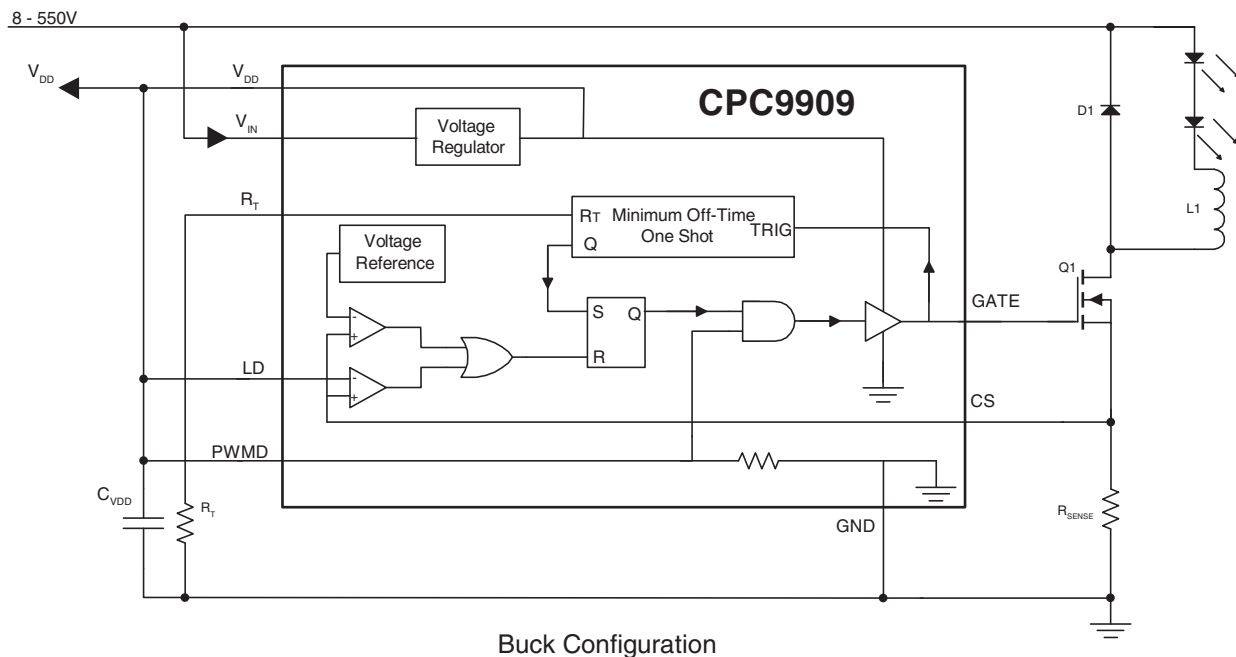 8 - 550V
VDD
VDD
CPC9909
VIN
Voltage
Regulator
D1
L1
RT
RT
Minimum Off-Time
One Shot
TRIG
Q
Voltage
Reference
Q1
S
Q
GATE
R
-
+
LD
-
+
CS
PWMD
CVDD
RT
GND
RSENSE
Buck Configuration